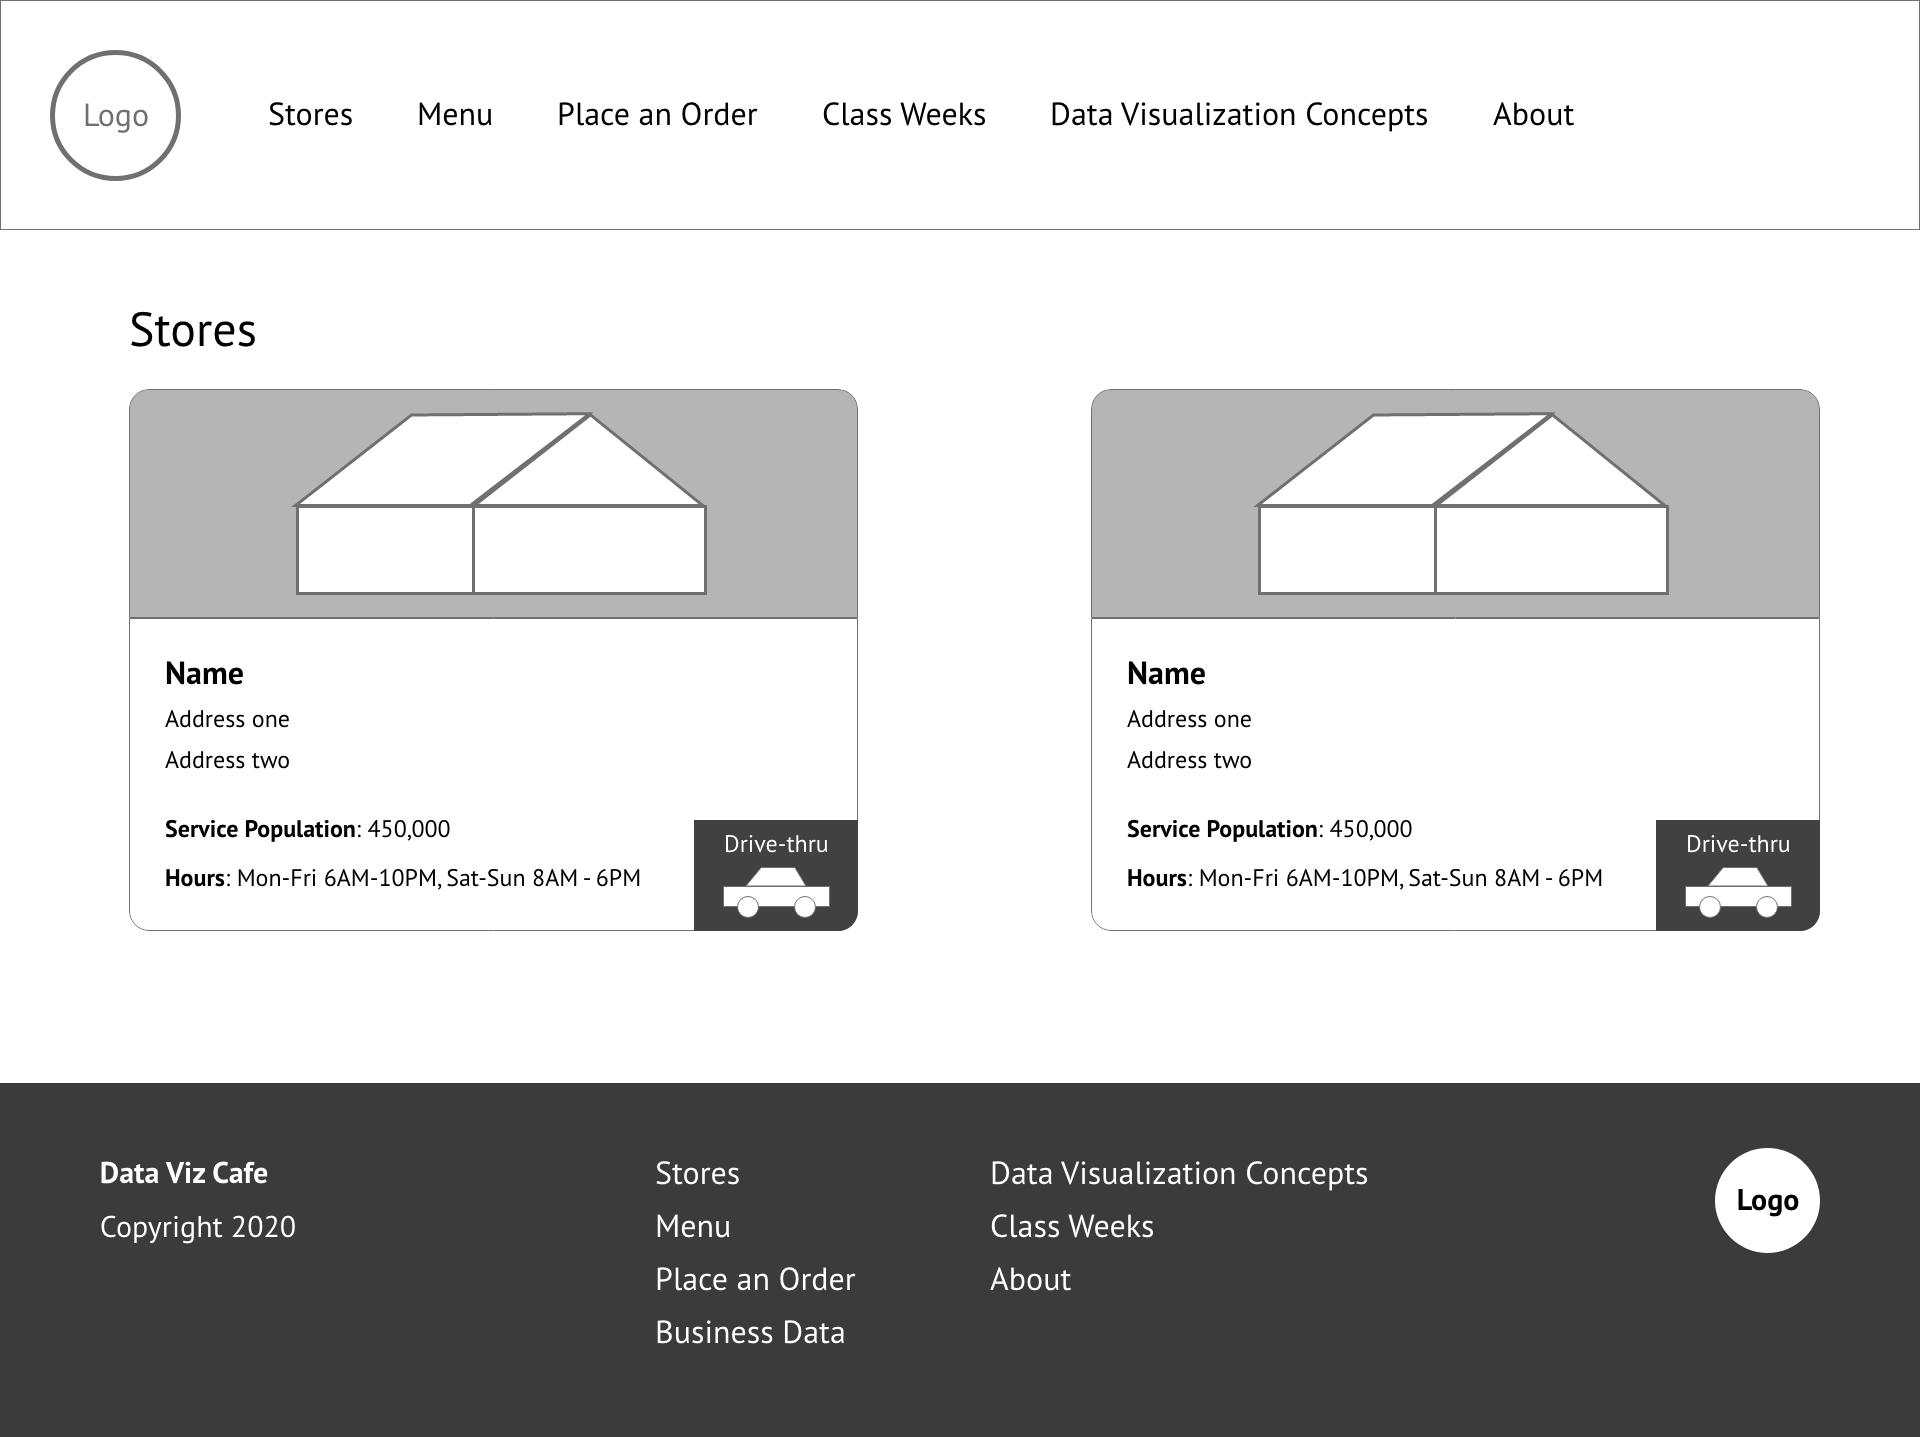 Logo
Stores
Menu
Place an Order
Class Weeks
Data Visualization Concepts
About
Stores
Name
Address one
Address two
Service Population: 450,000
Hours: Mon-Fri 6AM-10PM, Sat-Sun 8AM - 6PM
Drive-thru
Name
Address one
Address two
Service Population: 450,000
Hours: Mon-Fri 6AM-10PM, Sat-Sun 8AM - 6PM
Drive-thru
Data Viz Cafe
Copyright 2020
Stores
Menu
Place an Order
Business Data
Data Visualization Concepts
Class Weeks
About
Logo